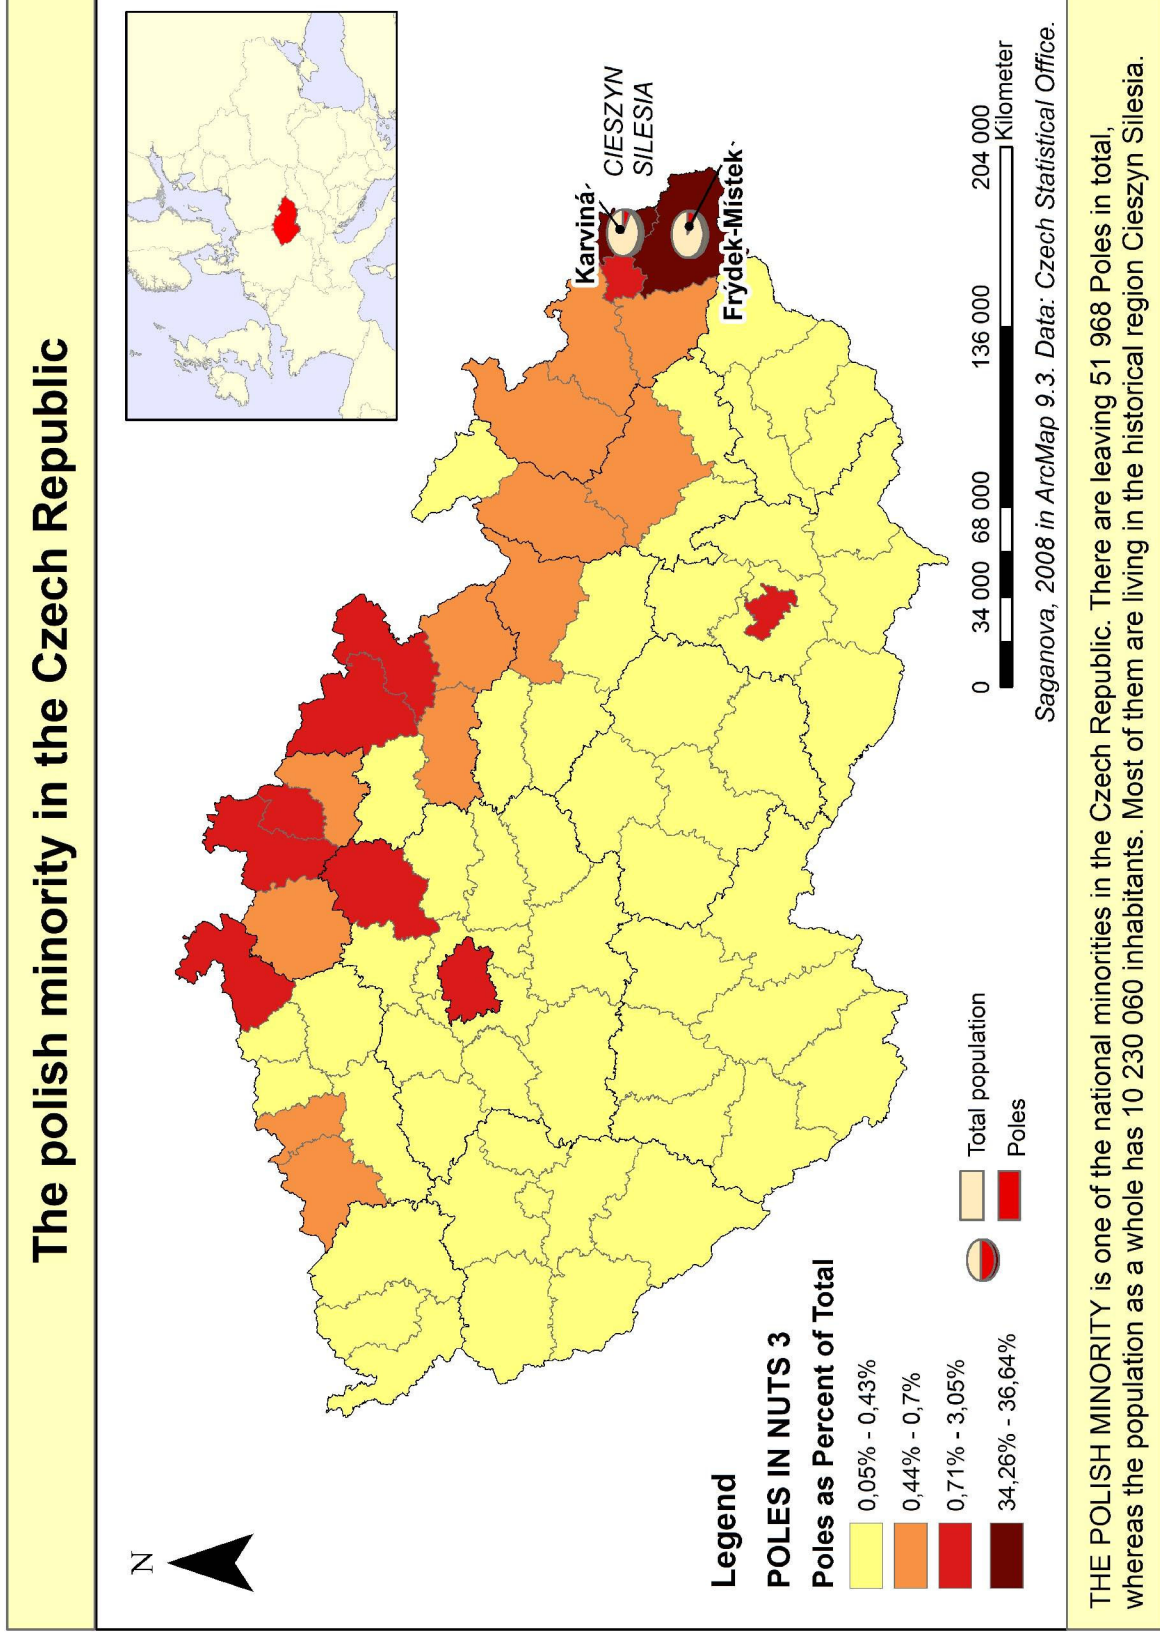 The polish minority in the Czech Republic
N
CIESZYN
SILESIA
Karviná
Frýdek-Místek
Legend
POLES IN NUTS 3
Poles as Percent of Total
0,05% - 0,43%
0,44% - 0,7%
0,71% - 3,05%
34,26% - 36,64%
Total population
Poles
0 34 000 68 000 136 000 204 000
Kilometer
Saganova, 2008 in ArcMap 9.3. Data: Czech Statistical Office.
THE POLISH MINORITY is one of the national minorities in the Czech Republic. There are leaving 51 968 Poles in total,
whereas the population as a whole has 10 230 060 inhabitants. Most of them are living in the historical region Cieszyn Silesia.